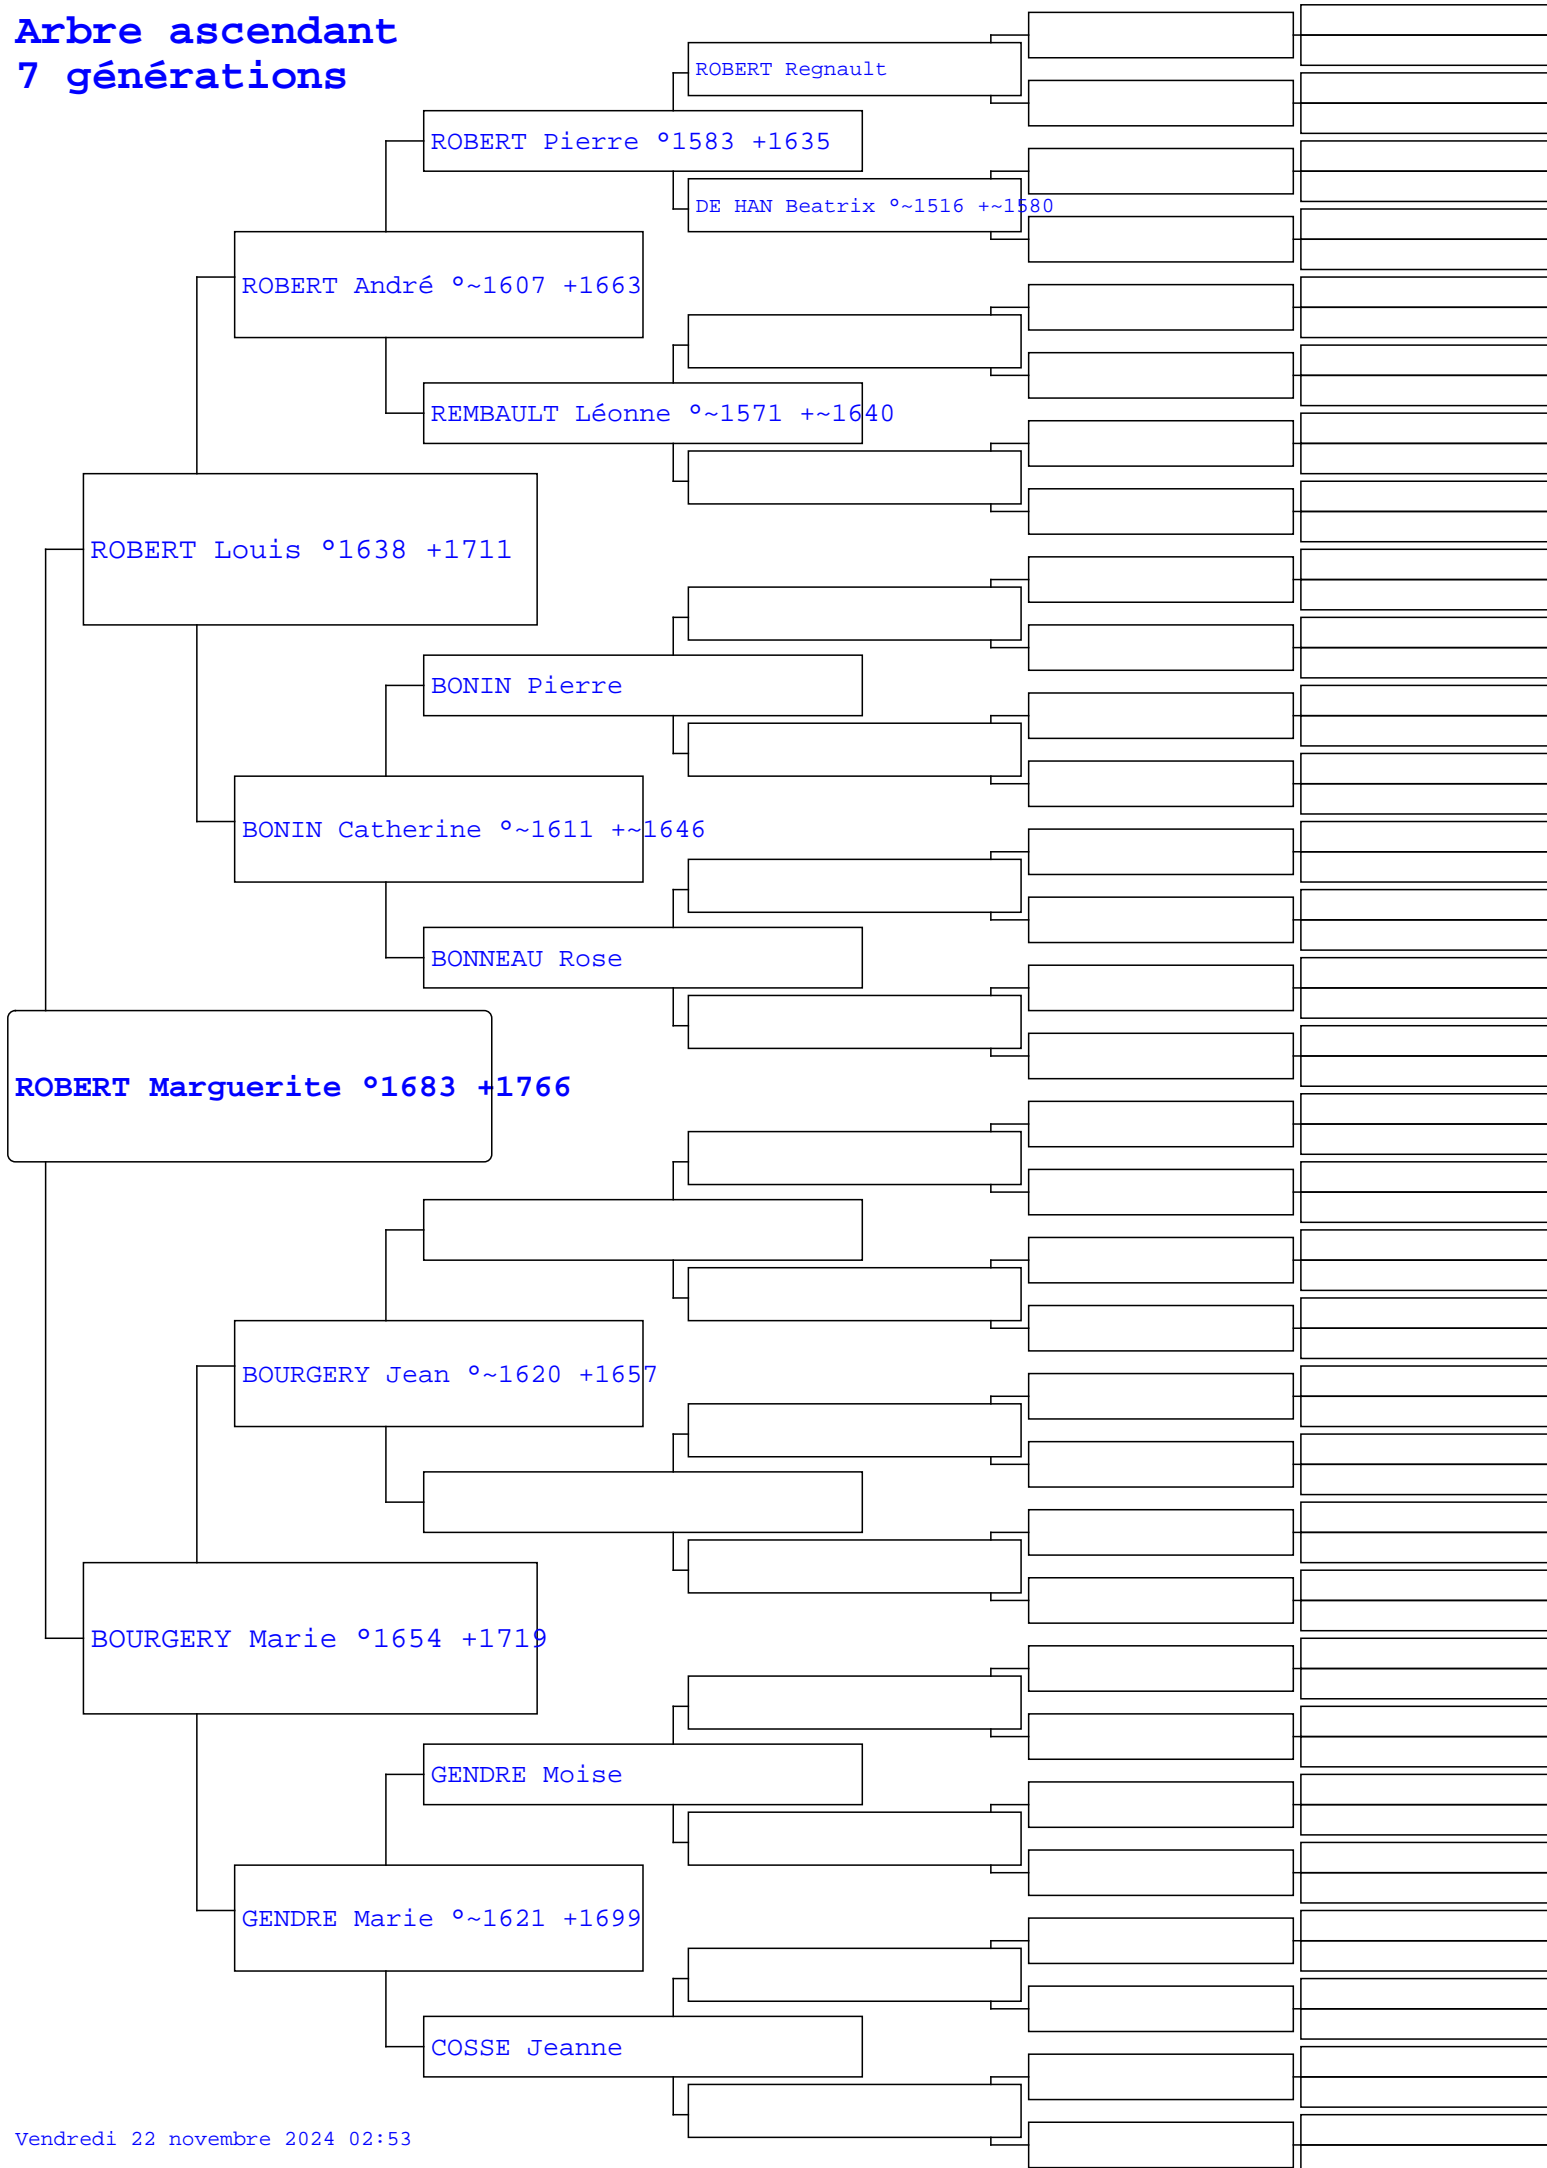 Arbre ascendant
7 générations
ROBERT Regnault
ROBERT Pierre °1583 +1635
DE HAN Beatrix °~1516 +~1580
ROBERT André °~1607 +1663
REMBAULT Léonne °~1571 +~1640
ROBERT Louis °1638 +1711
BONIN Pierre
BONIN Catherine °~1611 +~1646
BONNEAU Rose
ROBERT Marguerite °1683 +1766
BOURGERY Jean °~1620 +1657
BOURGERY Marie °1654 +1719
GENDRE Moise
GENDRE Marie °~1621 +1699
COSSE Jeanne
Vendredi 22 novembre 2024 02:53